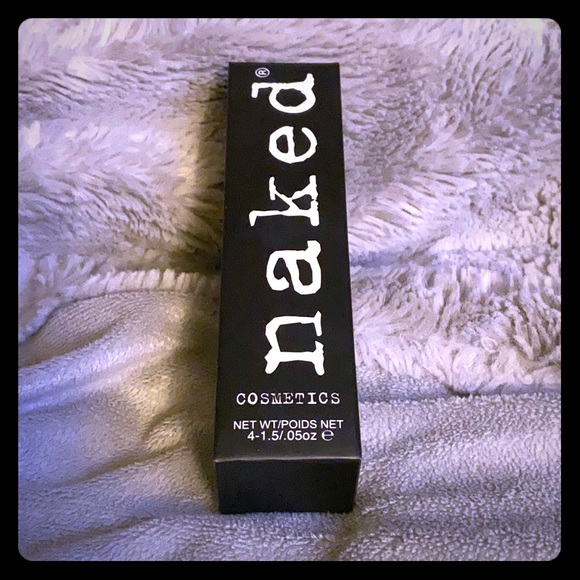 naked®
COSMETICS
NET WT/POIDS NET
4-1.5/.05oz ℮